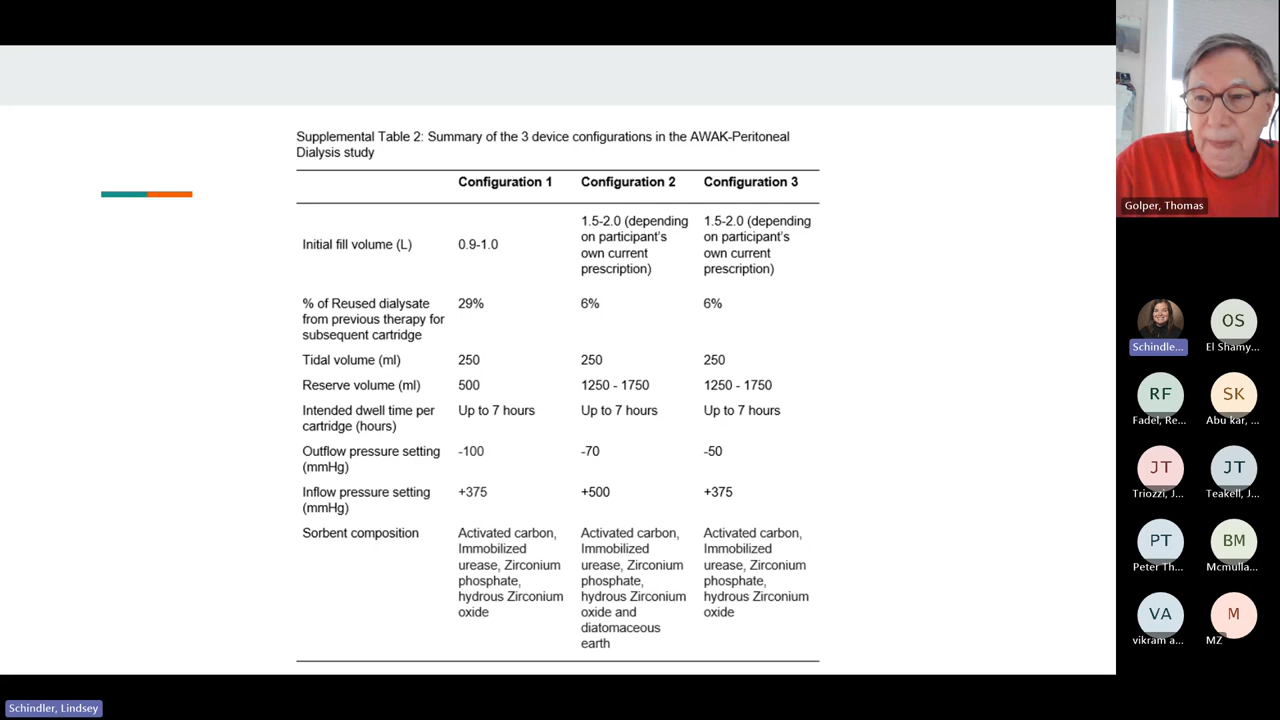 Supplemental Table 2: Summary of the 3 device configurations in the AWAK-Peritoneal
Dialysis study
Configuration 1 Configuration 2 Configuration 3
Initial fill volume (L) 0.9-1.0 1.5-2.0 (depending on participant's own current prescription) 1.5-2.0 (depending on participant's own current prescription)
% of Reused dialysate from previous therapy for subsequent cartridge 29% 6% 6%
Tidal volume (ml) 250 250 250
Reserve volume (ml) 500 1250 - 1750 1250 - 1750
Intended dwell time per cartridge (hours) Up to 7 hours Up to 7 hours Up to 7 hours
Outflow pressure setting (mmHg) -100 -70 -50
Inflow pressure setting (mmHg) +375 +500 +375
Sorbent composition Activated carbon, Immobilized urease, Zirconium phosphate, hydrous Zirconium oxide Activated carbon, Immobilized urease, Zirconium phosphate, hydrous Zirconium oxide and diatomaceous earth Activated carbon, Immobilized urease, Zirconium phosphate, hydrous Zirconium oxide
Golper, Thomas
Schindle...
OS
El Shamy...
RF
Fadel, Re...
SK
Abu kar, ...
JT
Triozzi, J...
JT
Teakell, J...
PT
Peter Th...
BM
Mcmulla...
VA
vikram a...
M
MZ
Schindler, Lindsey